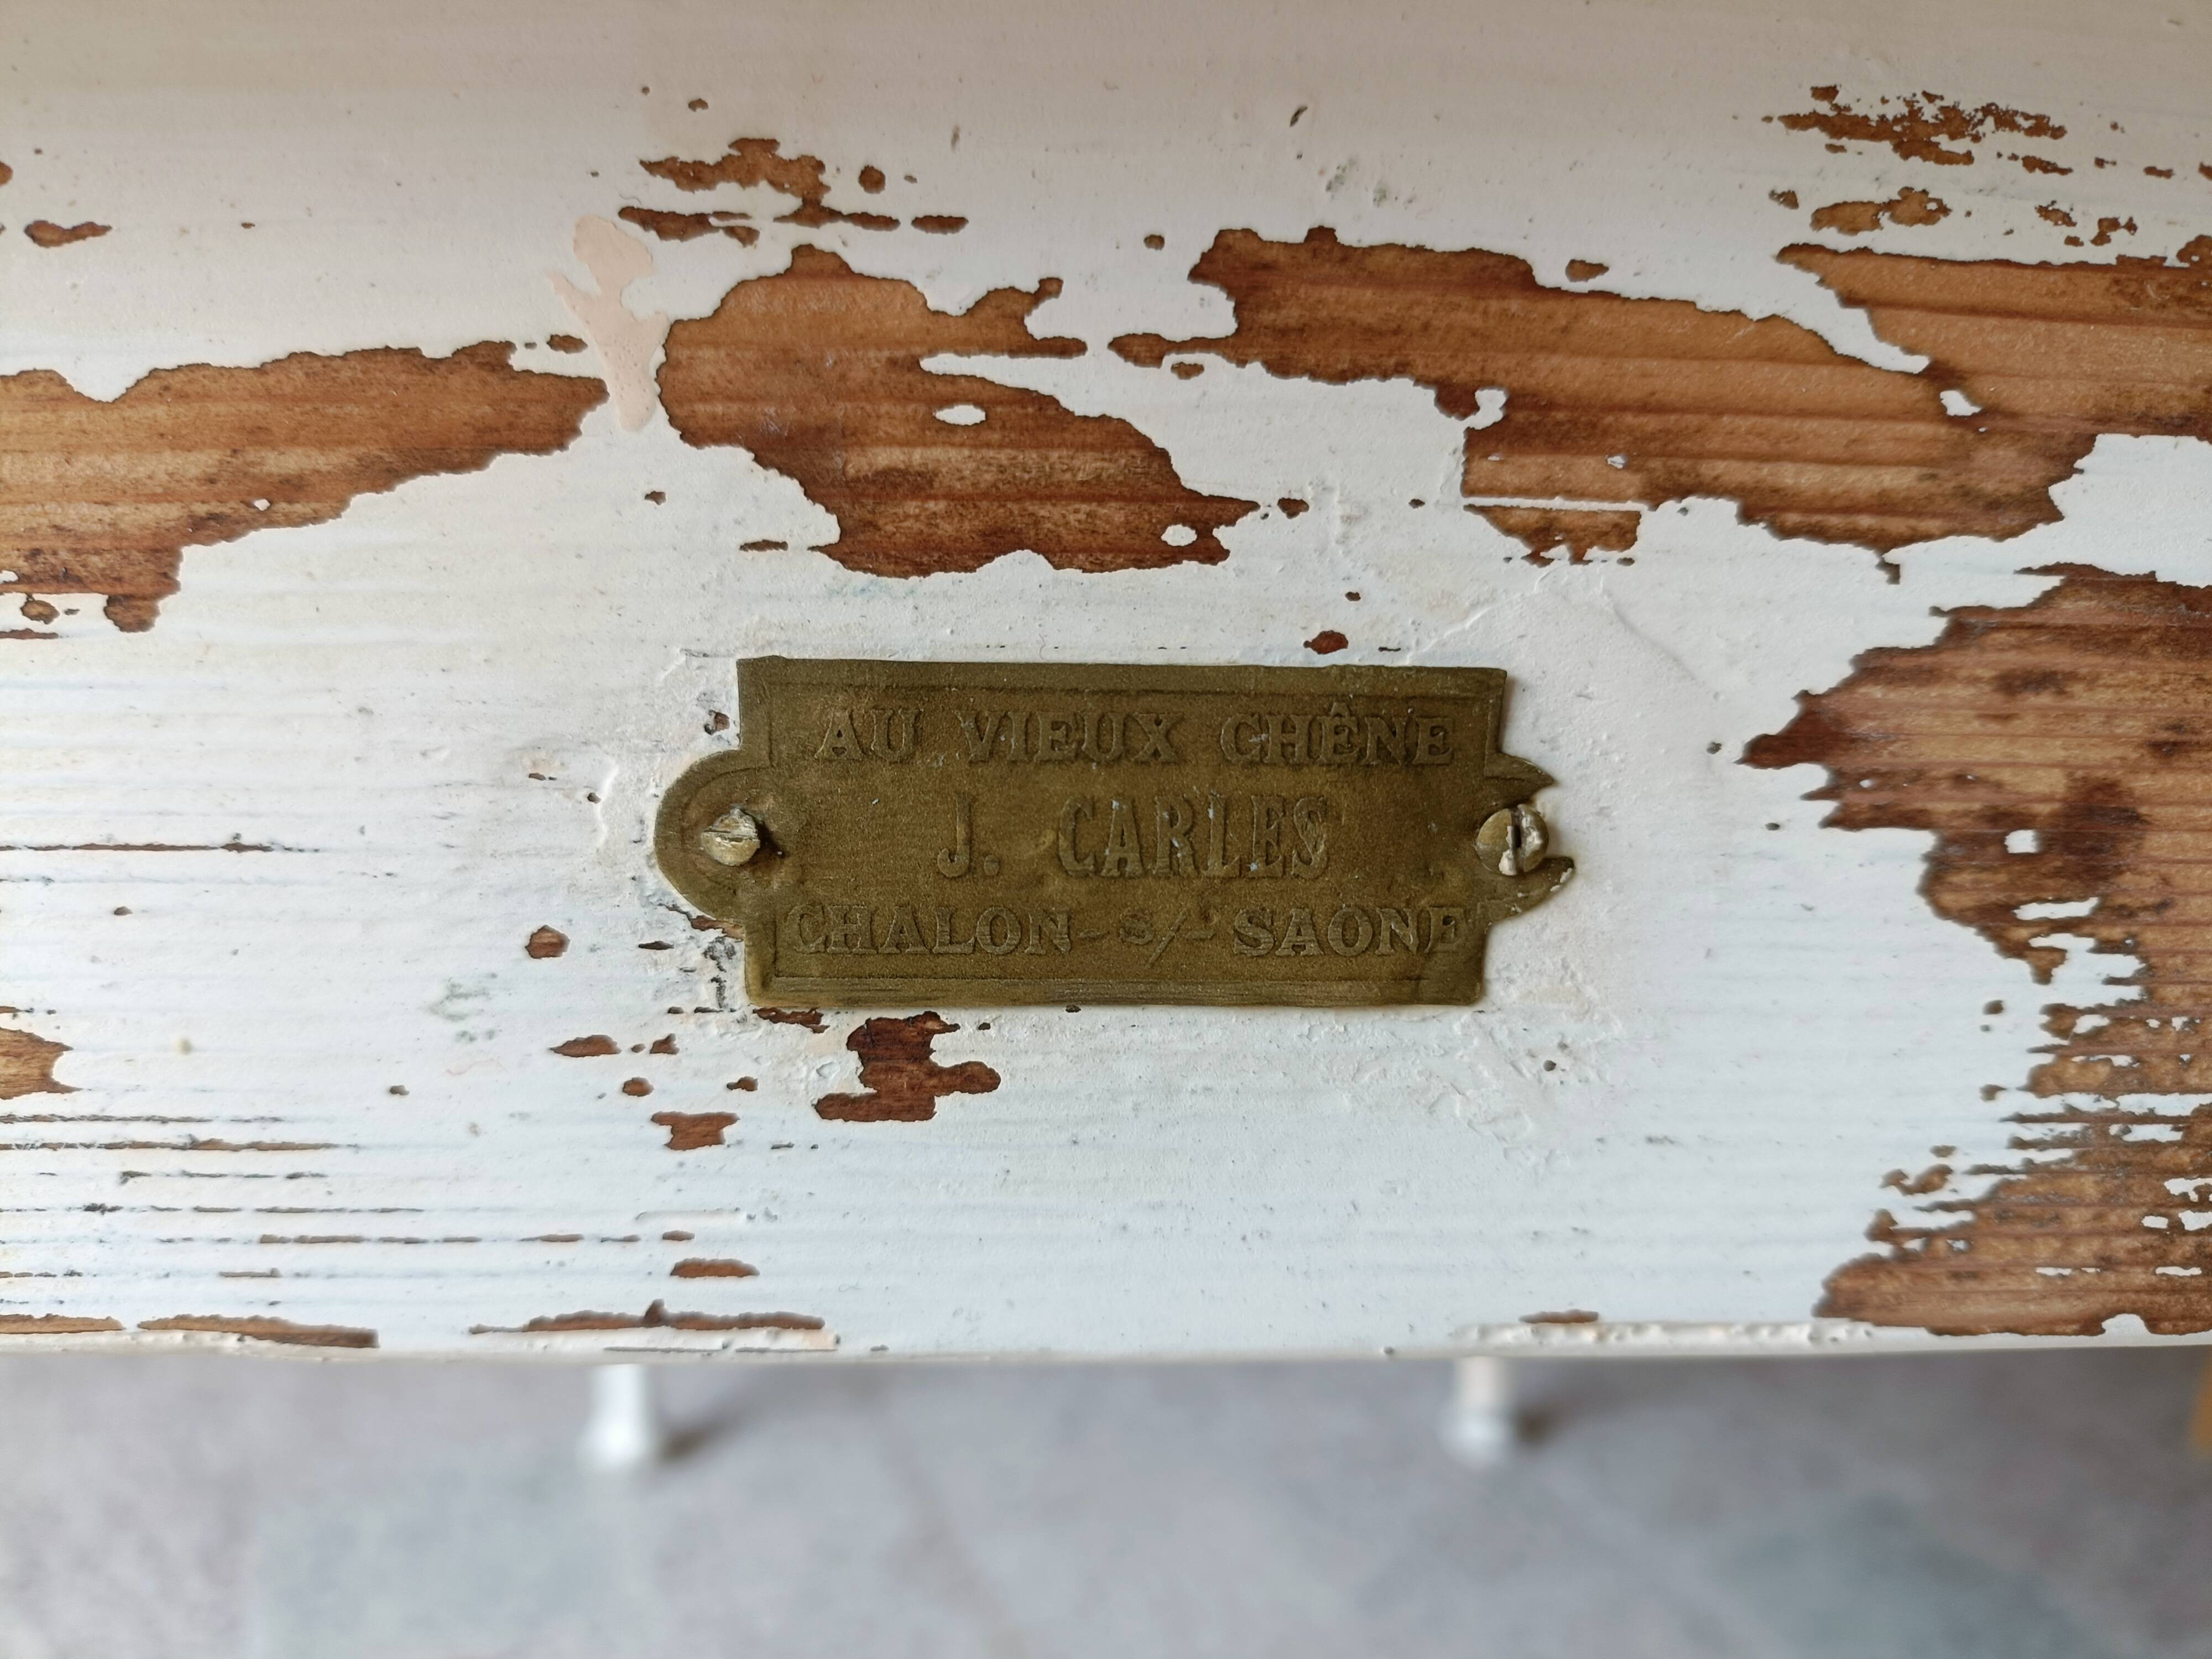 AU VIEUX CHÊNE
J. CARLES
CHALON-S/-SAONE